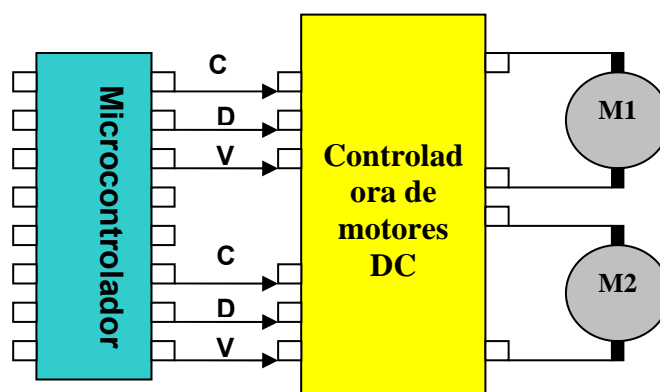 Microcontrolador
C
D
V
C
D
V
Controlad
ora de
motores
DC
M1
M2